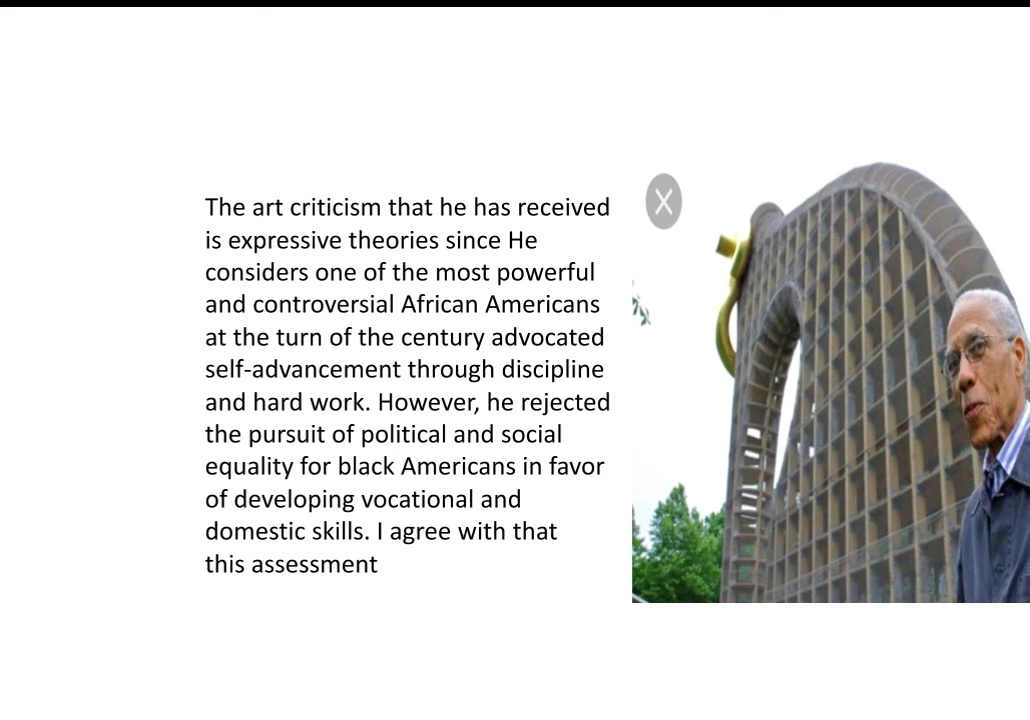 The art criticism that he has received
is expressive theories since He
considers one of the most powerful
and controversial African Americans
at the turn of the century advocated
self-advancement through discipline
and hard work. However, he rejected
the pursuit of political and social
equality for black Americans in favor
of developing vocational and
domestic skills. I agree with that
this assessment